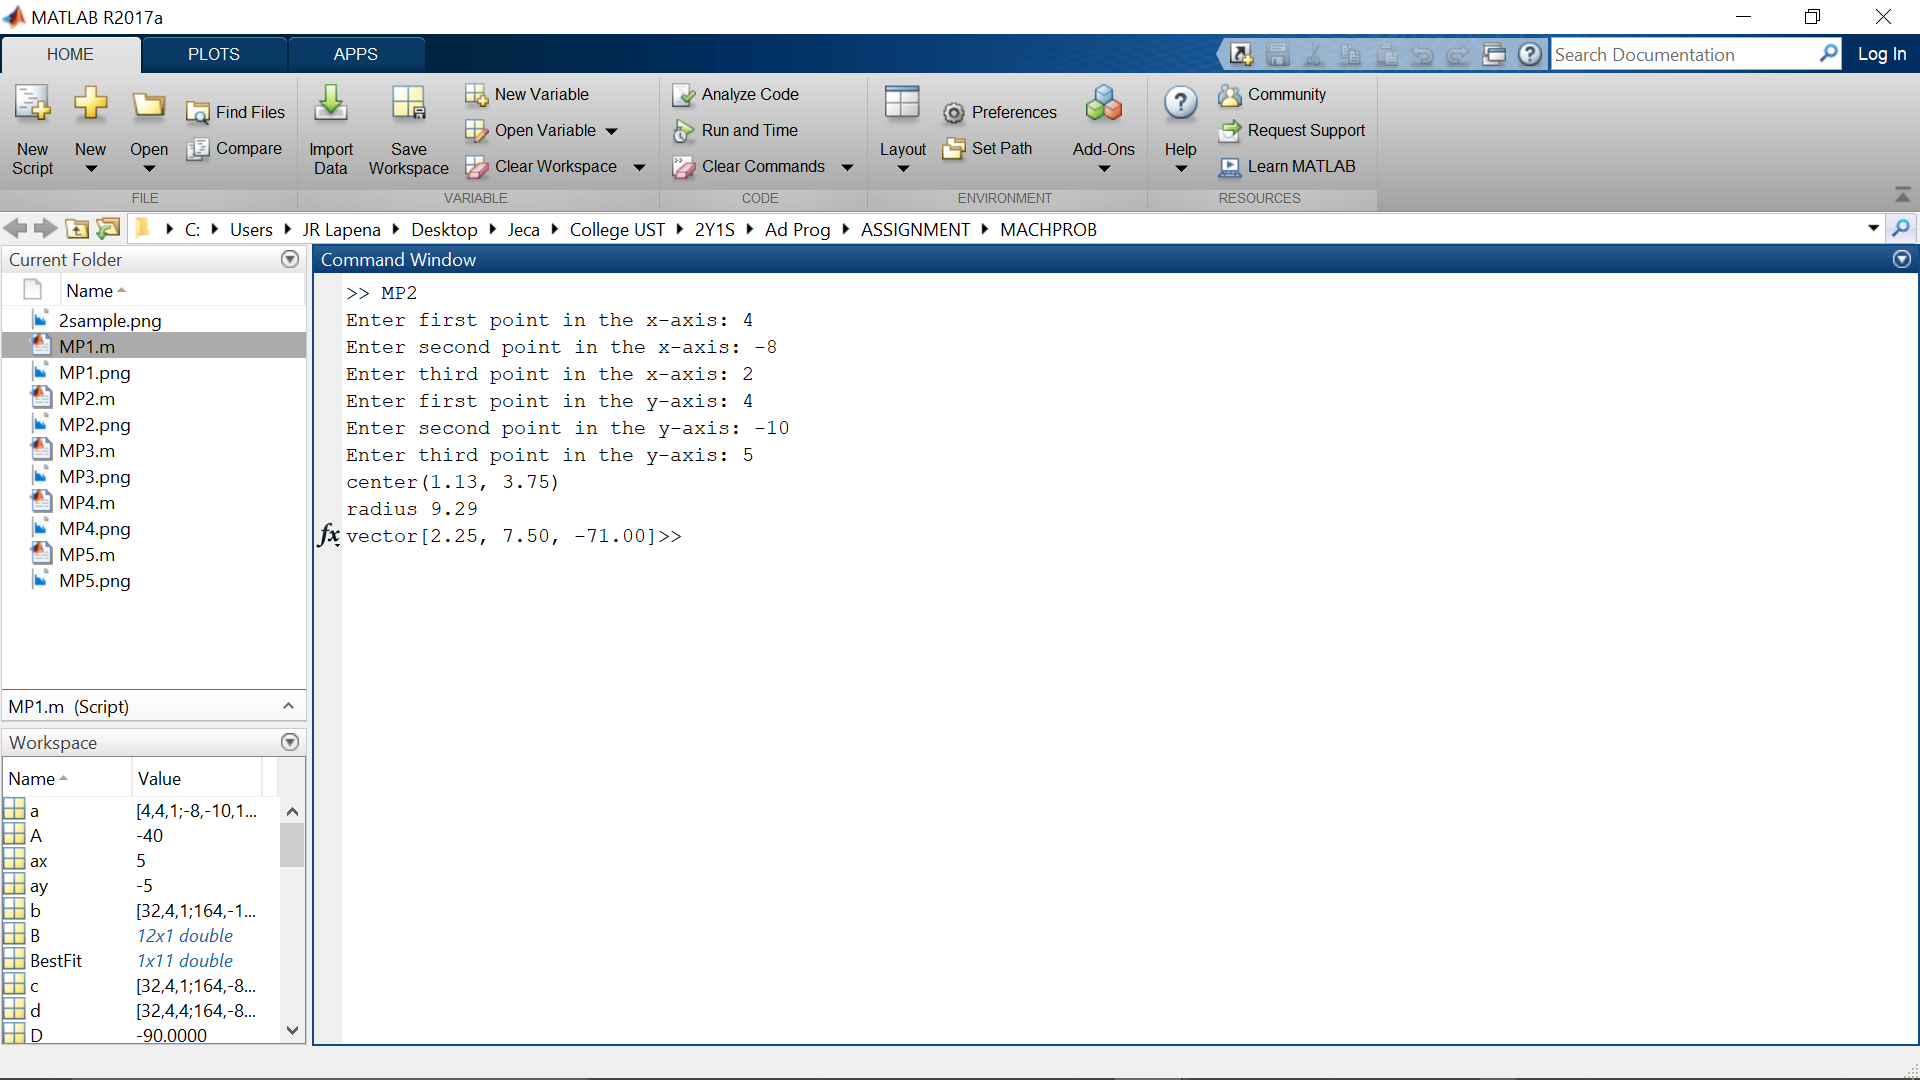 MATLAB R2017a
HOME PLOTS APPS
Search Documentation Log In
New Script
New
Open
Find Files
Compare
FILE
Import Data
Save Workspace
New Variable
Open Variable
Clear Workspace
VARIABLE
Analyze Code
Run and Time
Clear Commands
CODE
Layout
Preferences
Set Path
Add-Ons
ENVIRONMENT
Help
Community
Request Support
Learn MATLAB
RESOURCES
C: Users JR Lapena Desktop Jeca College UST 2Y1S Ad Prog ASSIGNMENT MACHPROB
Current Folder
Name
2sample.png
MP1.m
MP1.png
MP2.m
MP2.png
MP3.m
MP3.png
MP4.m
MP4.png
MP5.m
MP5.png
MP1.m (Script)
Workspace
Name Value
a [4,4,1;-8,-10,1...
A -40
ax 5
ay -5
b [32,4,1;164,-1...
B 12x1 double
BestFit 1x11 double
c [32,4,1;164,-8...
d [32,4,4;164,-8...
D -90.0000
Command Window
>> MP2
Enter first point in the x-axis: 4
Enter second point in the x-axis: -8
Enter third point in the x-axis: 2
Enter first point in the y-axis: 4
Enter second point in the y-axis: -10
Enter third point in the y-axis: 5
center(1.13, 3.75)
radius 9.29
fx vector[2.25, 7.50, -71.00]>>